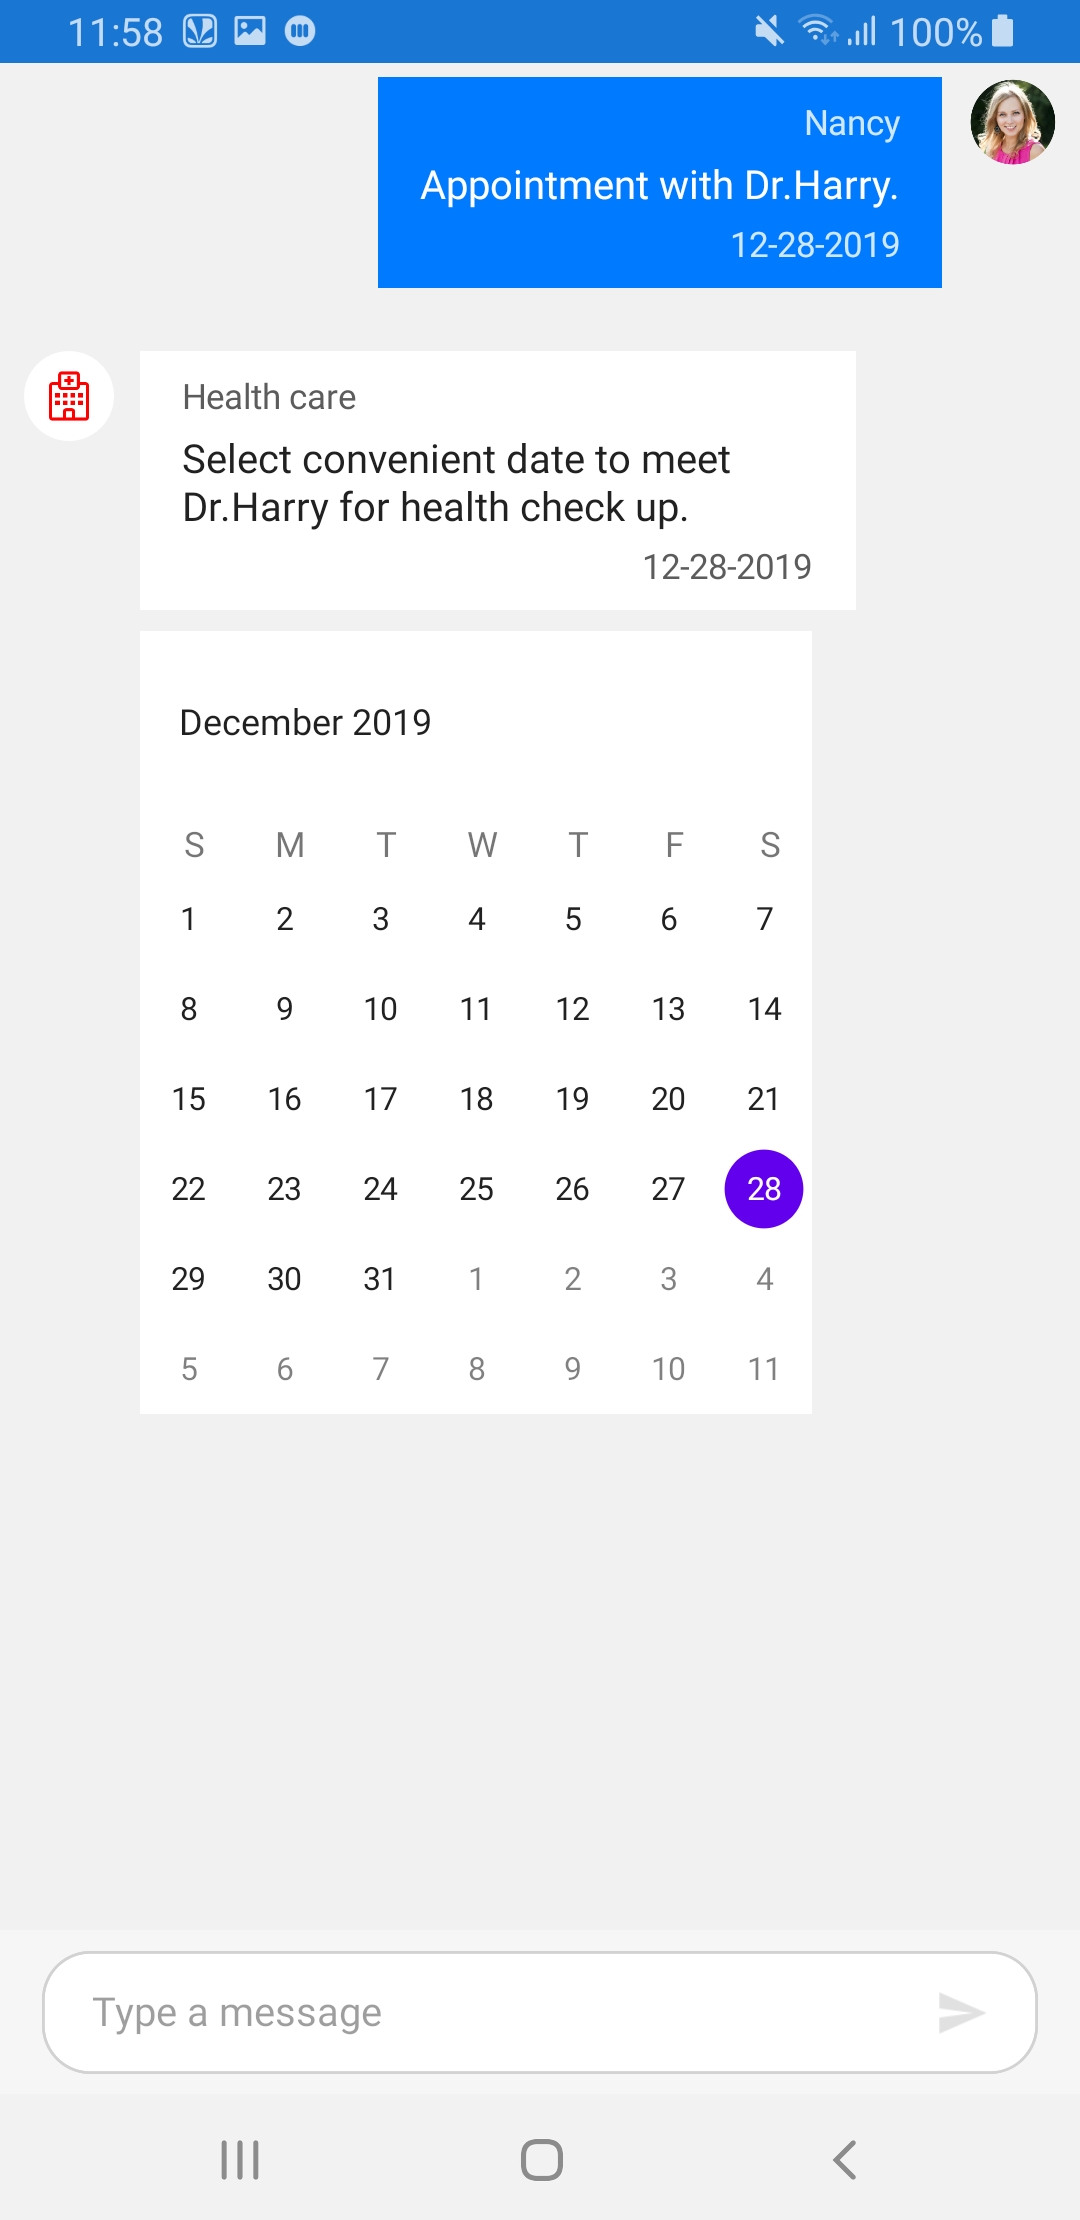 11:58
100%
Nancy
Appointment with Dr.Harry.
12-28-2019
Health care
Select convenient date to meet
Dr.Harry for health check up.
12-28-2019
December 2019
S M T W T F S
1 2 3 4 5 6 7
8 9 10 11 12 13 14
15 16 17 18 19 20 21
22 23 24 25 26 27 28
29 30 31 1 2 3 4
5 6 7 8 9 10 11
Type a message